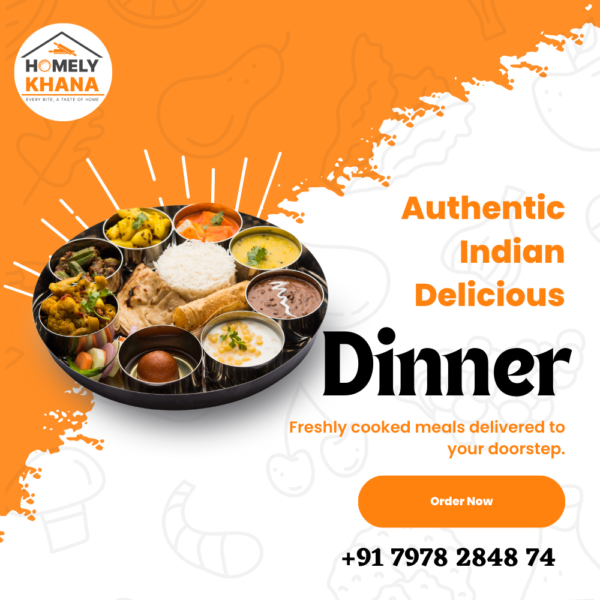 HOMELY
KHANA
EVERY BITE, A TASTE OF HOME
Authentic
Indian
Delicious
Dinner
Freshly cooked meals delivered to
your doorstep.
Order Now
+91 7978 2848 74